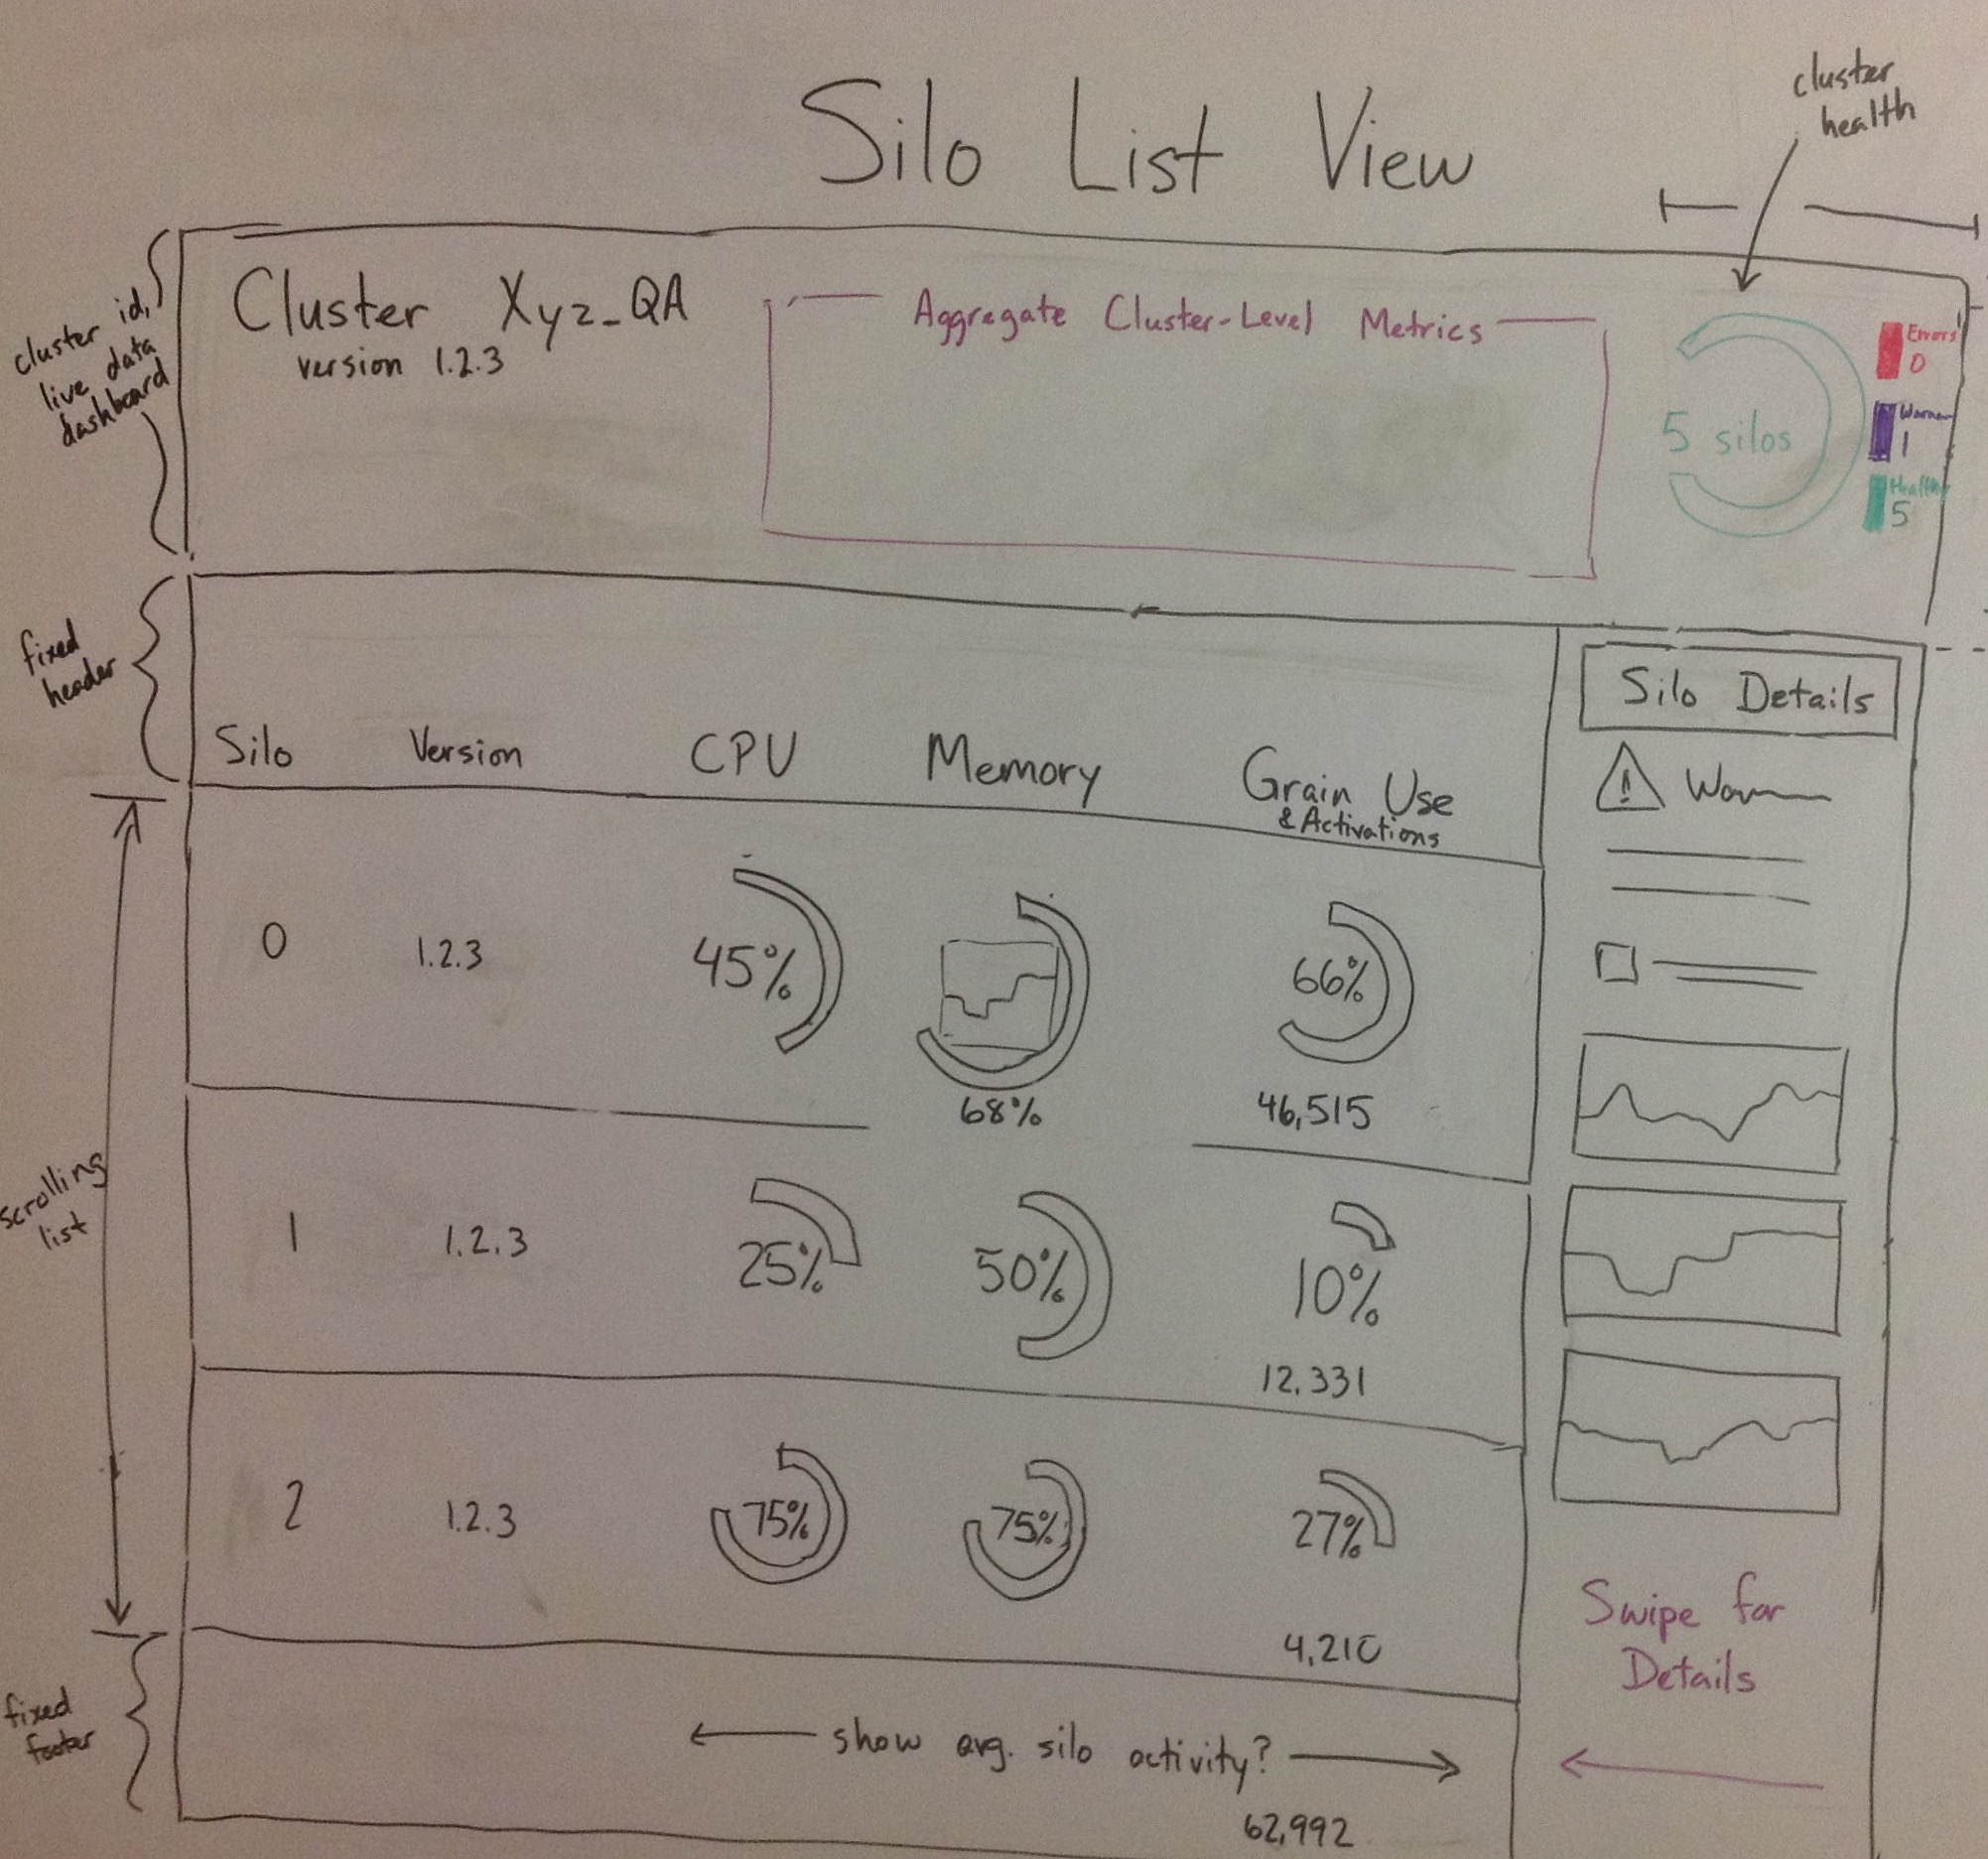 Silo List View
cluster
health
cluster id,
live data
dashboard
Cluster Xyz_QA
version 1.2.3
Aggregate Cluster-Level Metrics
5 silos
Errors
0
1
Healthy
5
fixed
header
Silo Version CPU Memory Grain Use
& Activations
Silo Details
scrolling
list
0 1.2.3 45% 66%
68% 46,515
1 1.2.3 25% 50% 10%
12,331
2 1.2.3 75% 75% 27%
4,210
Swipe for
Details
fixed
footer
show avg. silo activity?
62,992